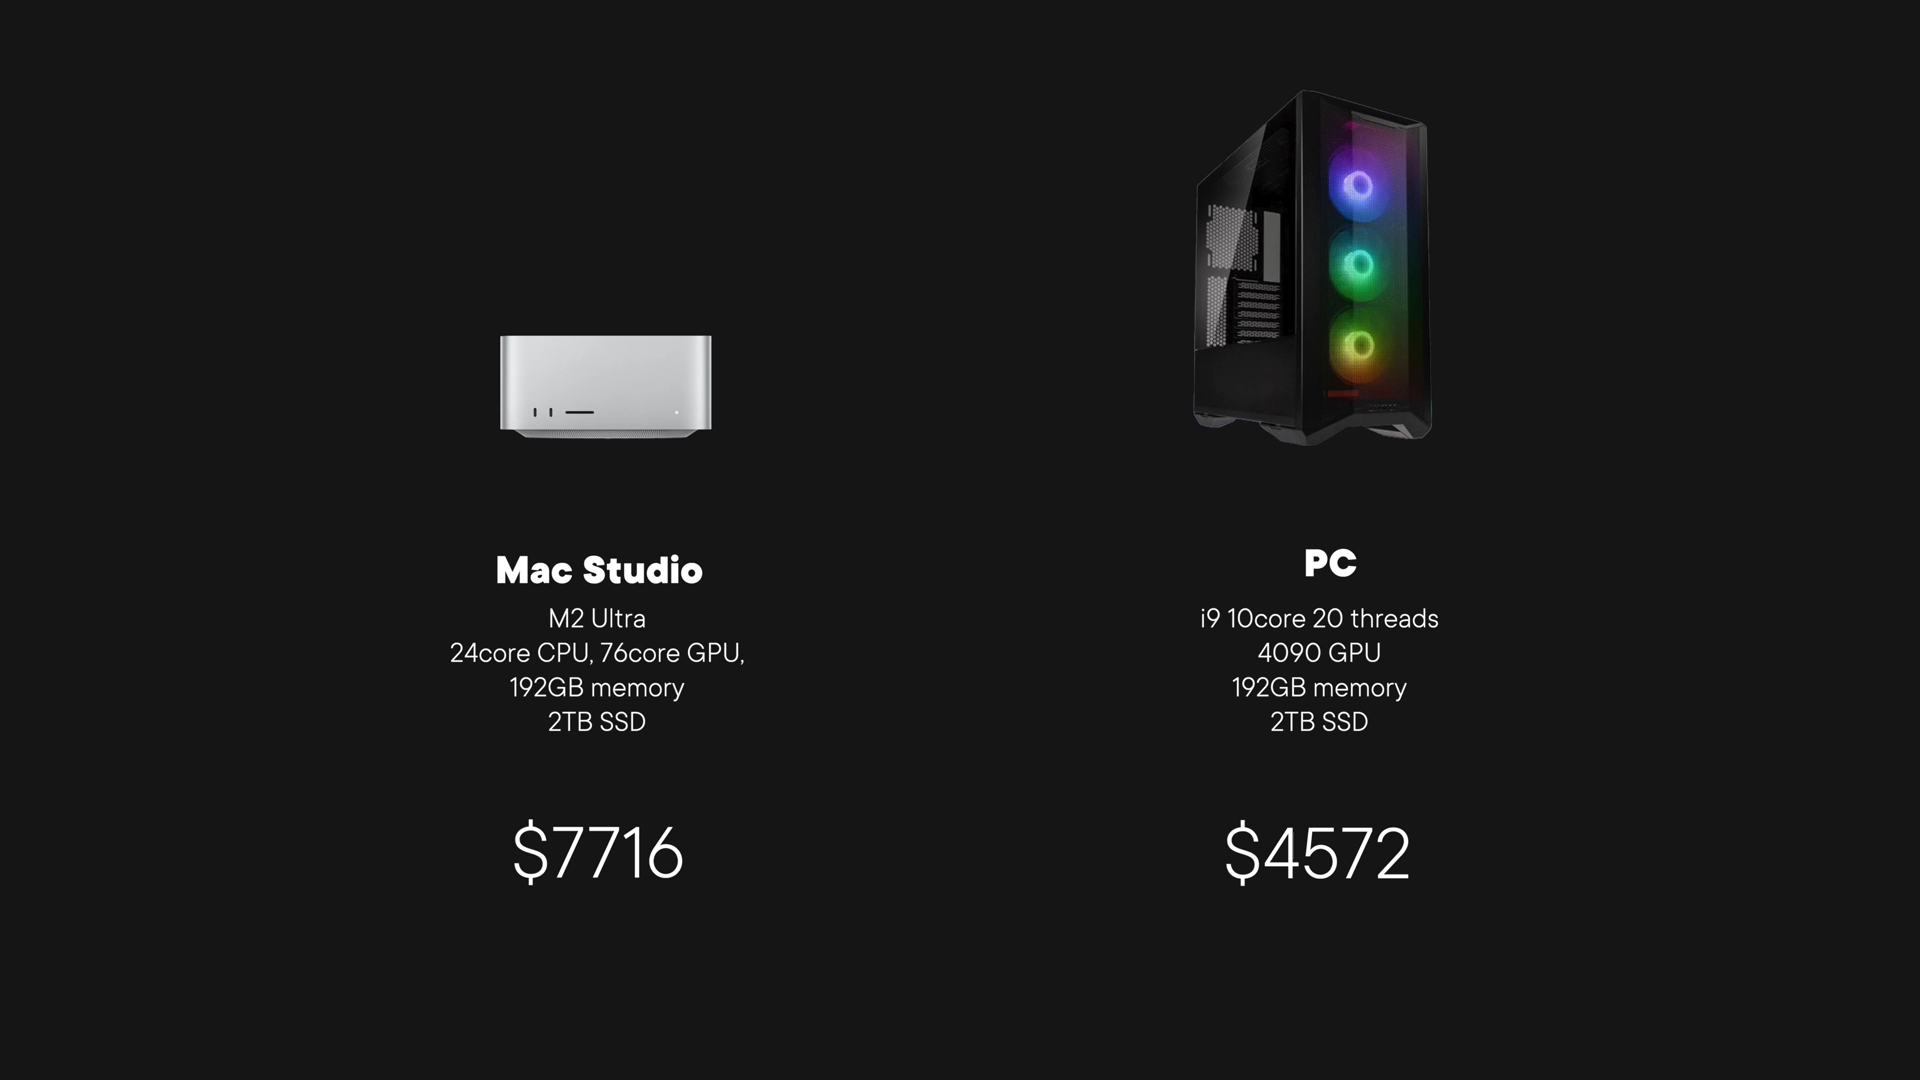 Mac Studio
M2 Ultra
24core CPU, 76core GPU,
192GB memory
2TB SSD
$7716
PC
i9 10core 20 threads
4090 GPU
192GB memory
2TB SSD
$4572